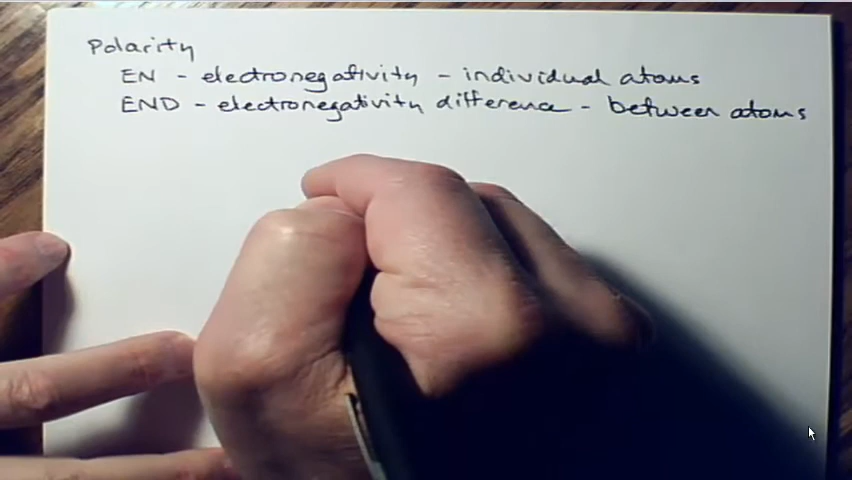 Polarity
EN - electronegativity - individual atoms
END - electronegativity difference - between atoms